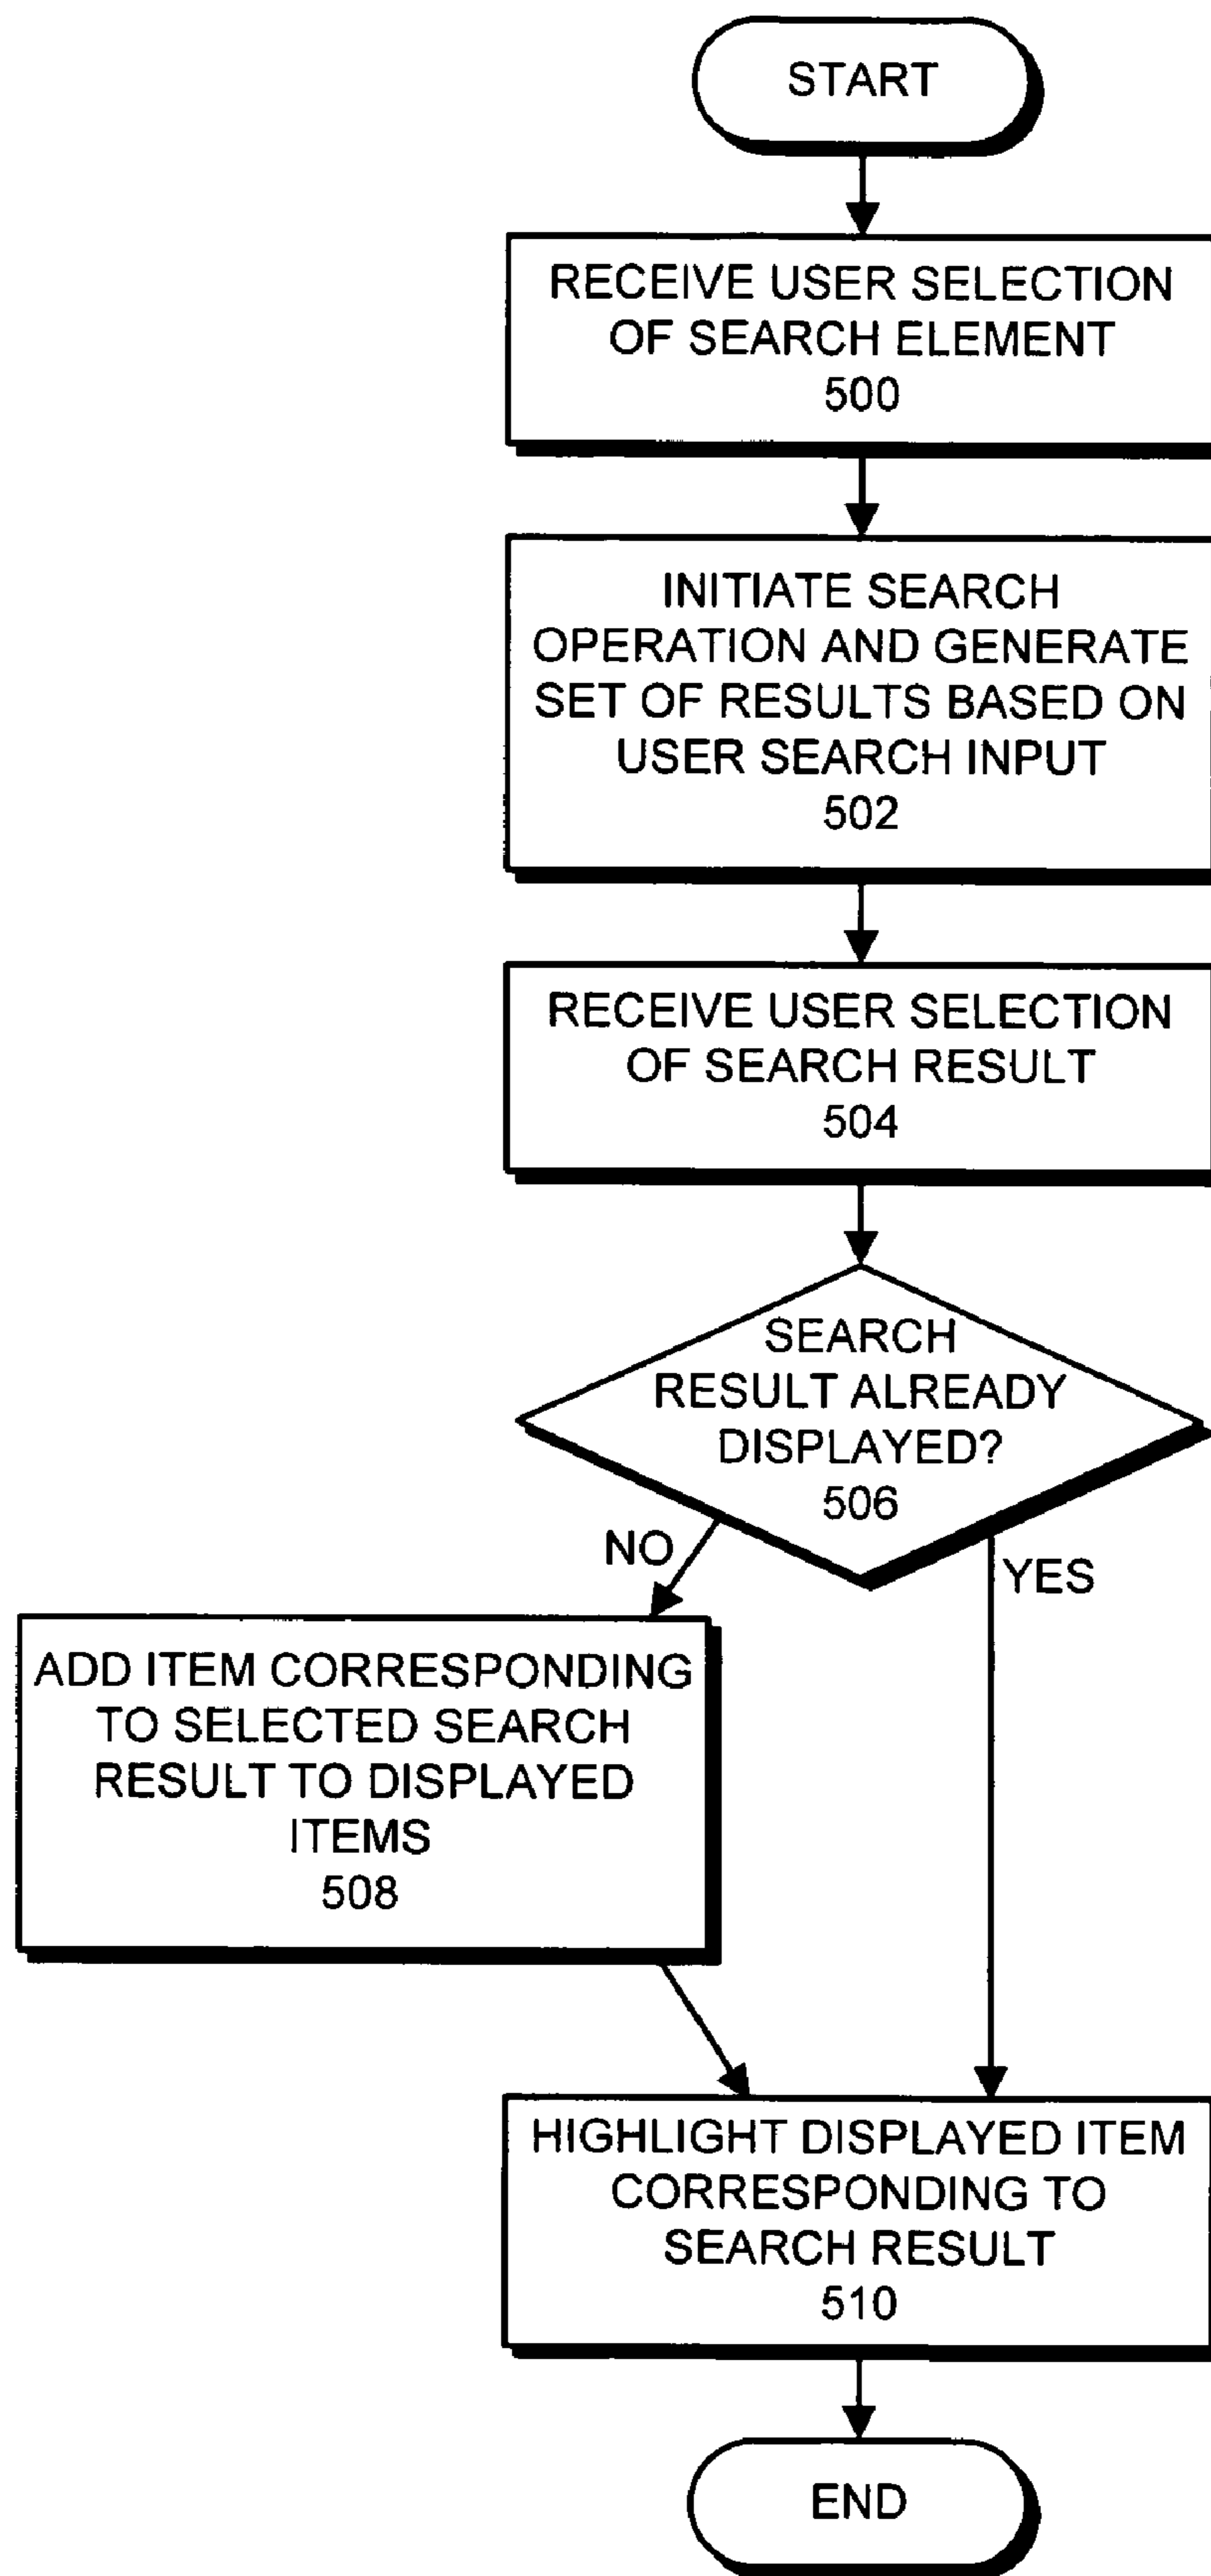 START
RECEIVE USER SELECTION
OF SEARCH ELEMENT
500
INITIATE SEARCH
OPERATION AND GENERATE
SET OF RESULTS BASED ON
USER SEARCH INPUT
502
RECEIVE USER SELECTION
OF SEARCH RESULT
504
SEARCH
RESULT ALREADY
DISPLAYED?
506
NO
YES
ADD ITEM CORRESPONDING
TO SELECTED SEARCH
RESULT TO DISPLAYED
ITEMS
508
HIGHLIGHT DISPLAYED ITEM
CORRESPONDING TO
SEARCH RESULT
510
END